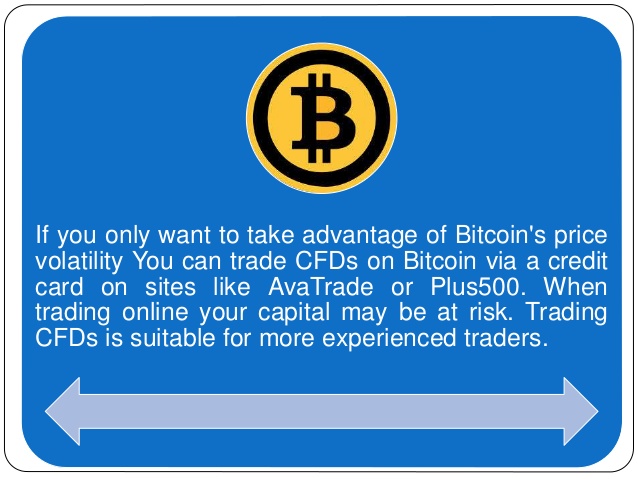 If you only want to take advantage of Bitcoin's price
volatility You can trade CFDs on Bitcoin via a credit
card on sites like AvaTrade or Plus500. When
trading online your capital may be at risk. Trading
CFDs is suitable for more experienced traders.